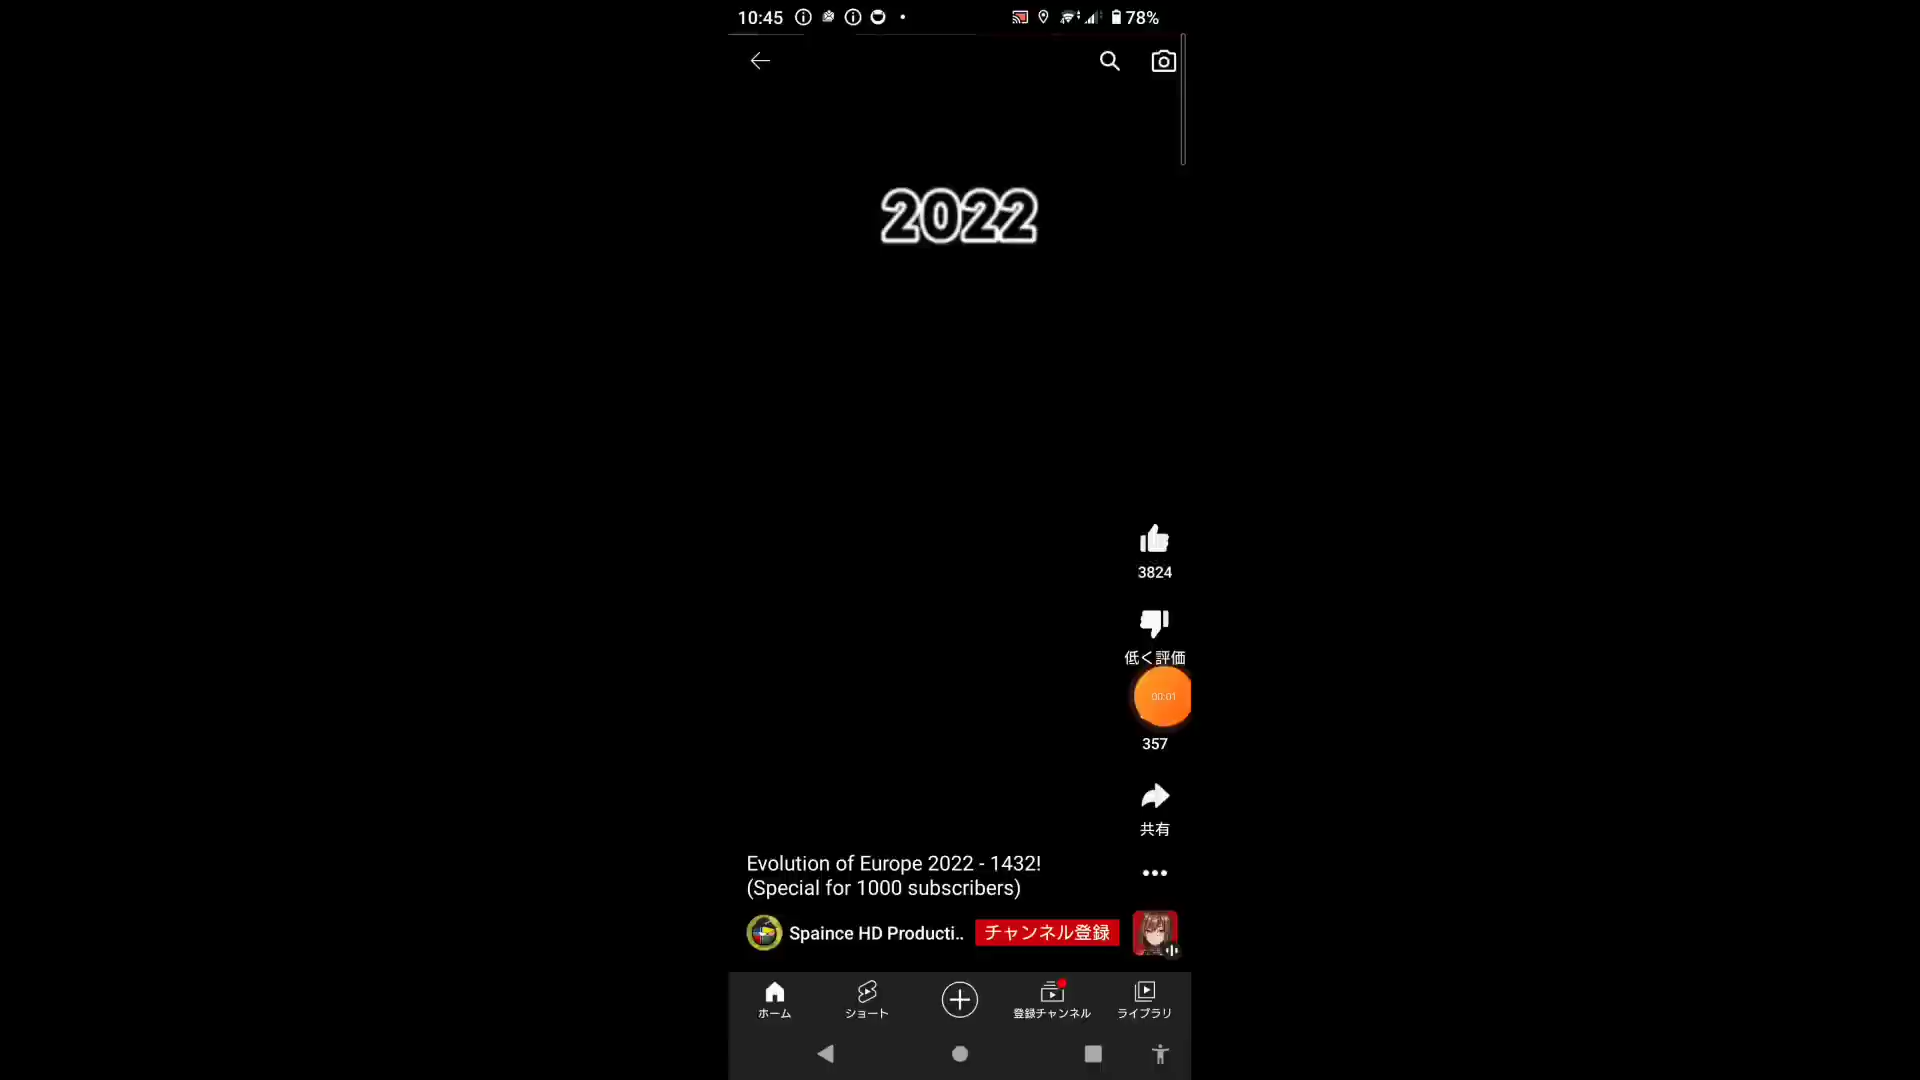 10:45
78%
2022
3824
低く評価
00:01
357
共有
Evolution of Europe 2022 - 1432!
(Special for 1000 subscribers)
Spaince HD Producti..
チャンネル登録
ホーム
ショート
登録チャンネル
ライブラリ